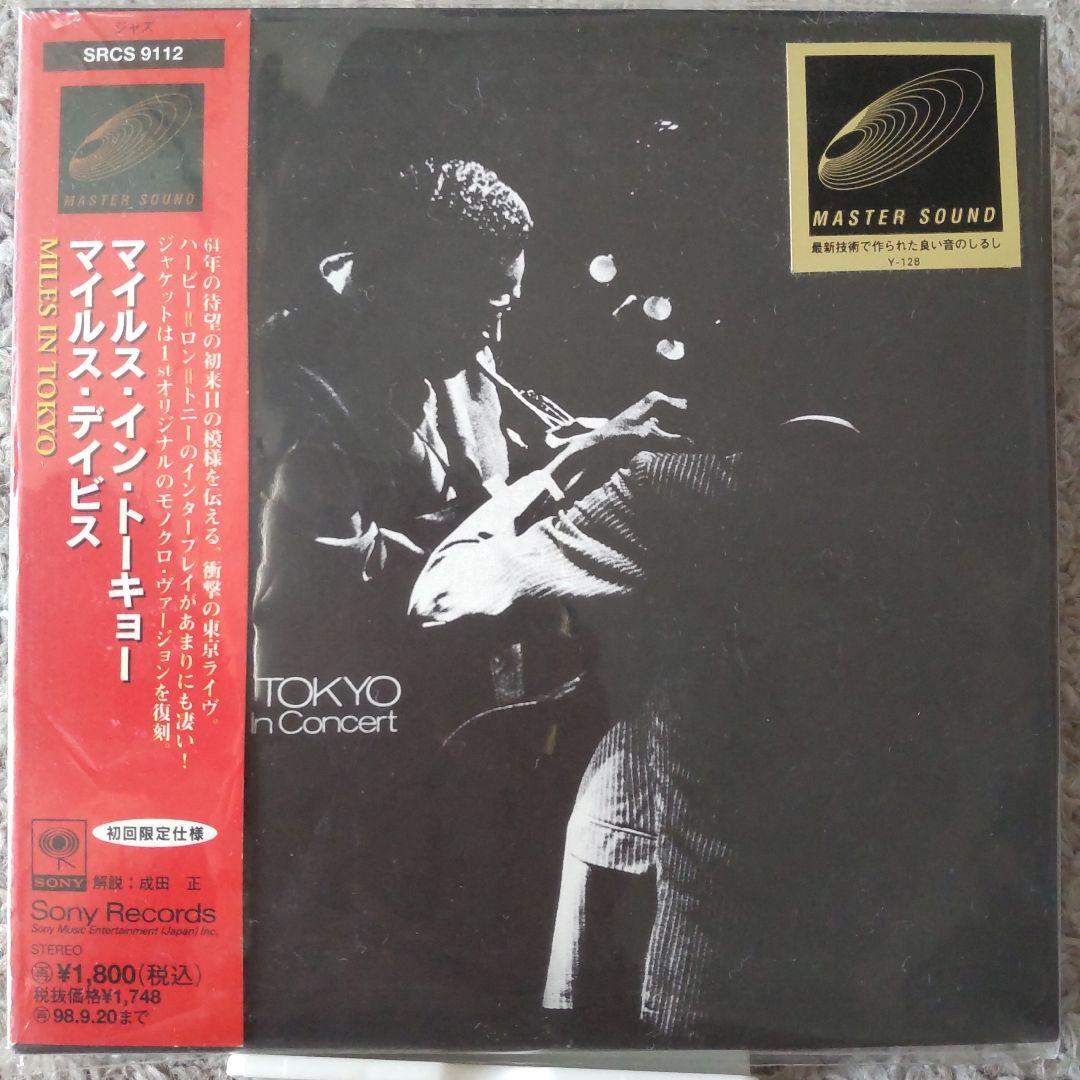 ジャズ
SRCS 9112
MASTER SOUND
マイルス・イン・トーキョー
マイルス・デイビス
MILES IN TOKYO
64年の待望の初来日の模様を伝える、衝撃の東京ライヴ。
ハービー=ロン=トニーのインタープレイがあまりにも凄い!
ジャケットは1stオリジナルのモノクロ・ヴァージョンを復刻。
初回限定仕様
SONY
解説:成田 正
Sony Records
Sony Music Entertainment (Japan) Inc.
STEREO
再¥1,800(税込)
税抜価格¥1,748
再98.9.20まで
TOKYO
In Concert
MASTER SOUND
最新技術で作られた良い音のしるし
Y-128